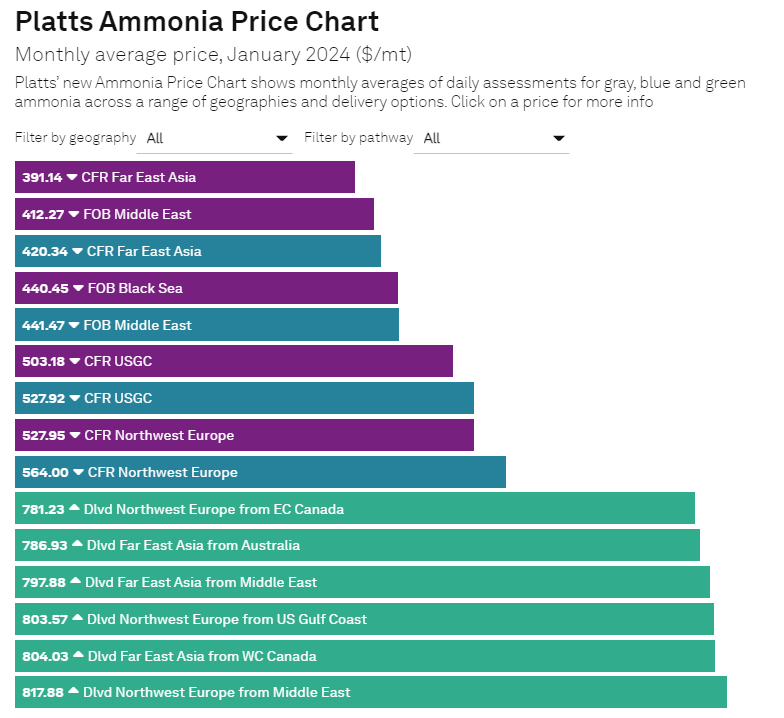 Platts Ammonia Price Chart
Monthly average price, January 2024 ($/mt)
Platts' new Ammonia Price Chart shows monthly averages of daily assessments for gray, blue and green
ammonia across a range of geographies and delivery options. Click on a price for more info
Filter by geography All Filter by pathway All
391.14 CFR Far East Asia
412.27 FOB Middle East
420.34 CFR Far East Asia
440.45 FOB Black Sea
441.47 FOB Middle East
503.18 CFR USGC
527.92 CFR USGC
527.95 CFR Northwest Europe
564.00 CFR Northwest Europe
781.23 Dlvd Northwest Europe from EC Canada
786.93 Dlvd Far East Asia from Australia
797.88 Dlvd Far East Asia from Middle East
803.57 Dlvd Northwest Europe from US Gulf Coast
804.03 Dlvd Far East Asia from WC Canada
817.88 Dlvd Northwest Europe from Middle East